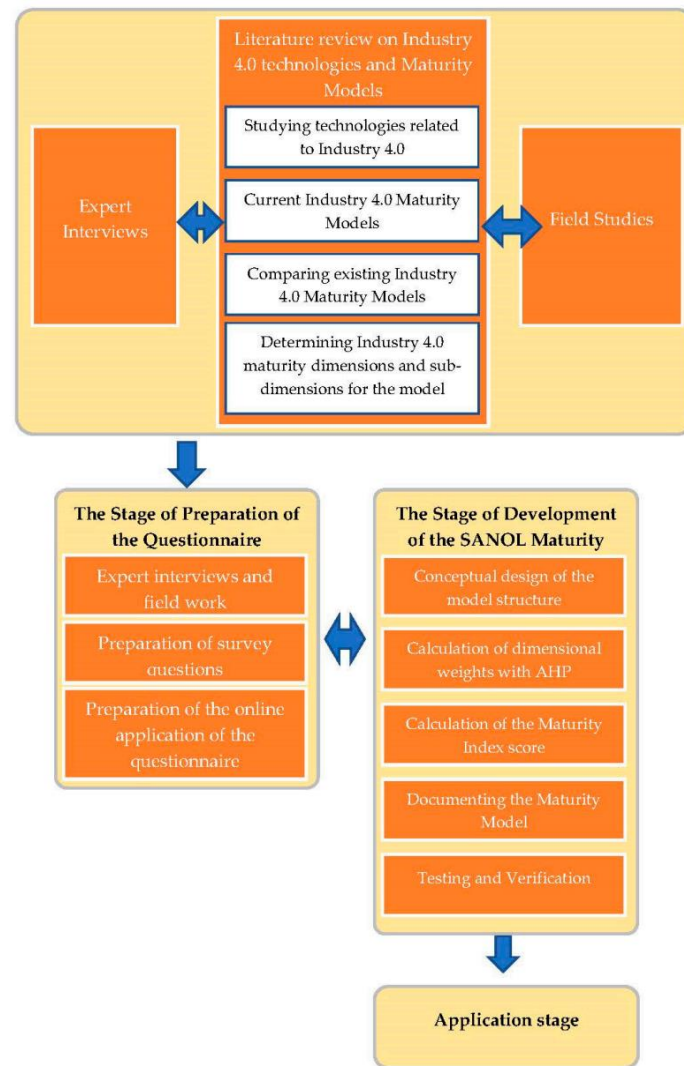 Literature review on Industry
4.0 technologies and Maturity
Models
Studying technologies related
to Industry 4.0
Current Industry 4.0 Maturity
Models
Comparing existing Industry
4.0 Maturity Models
Determining Industry 4.0
maturity dimensions and sub-
dimensions for the model
Expert
Interviews
Field Studies
The Stage of Preparation of
the Questionnaire
Expert interviews and
field work
Preparation of survey
questions
Preparation of the online
application of the
questionnaire
The Stage of Development
of the SANOL Maturity
Conceptual design of the
model structure
Calculation of dimensional
weights with AHP
Calculation of the Maturity
Index score
Documenting the Maturity
Model
Testing and Verification
Application stage